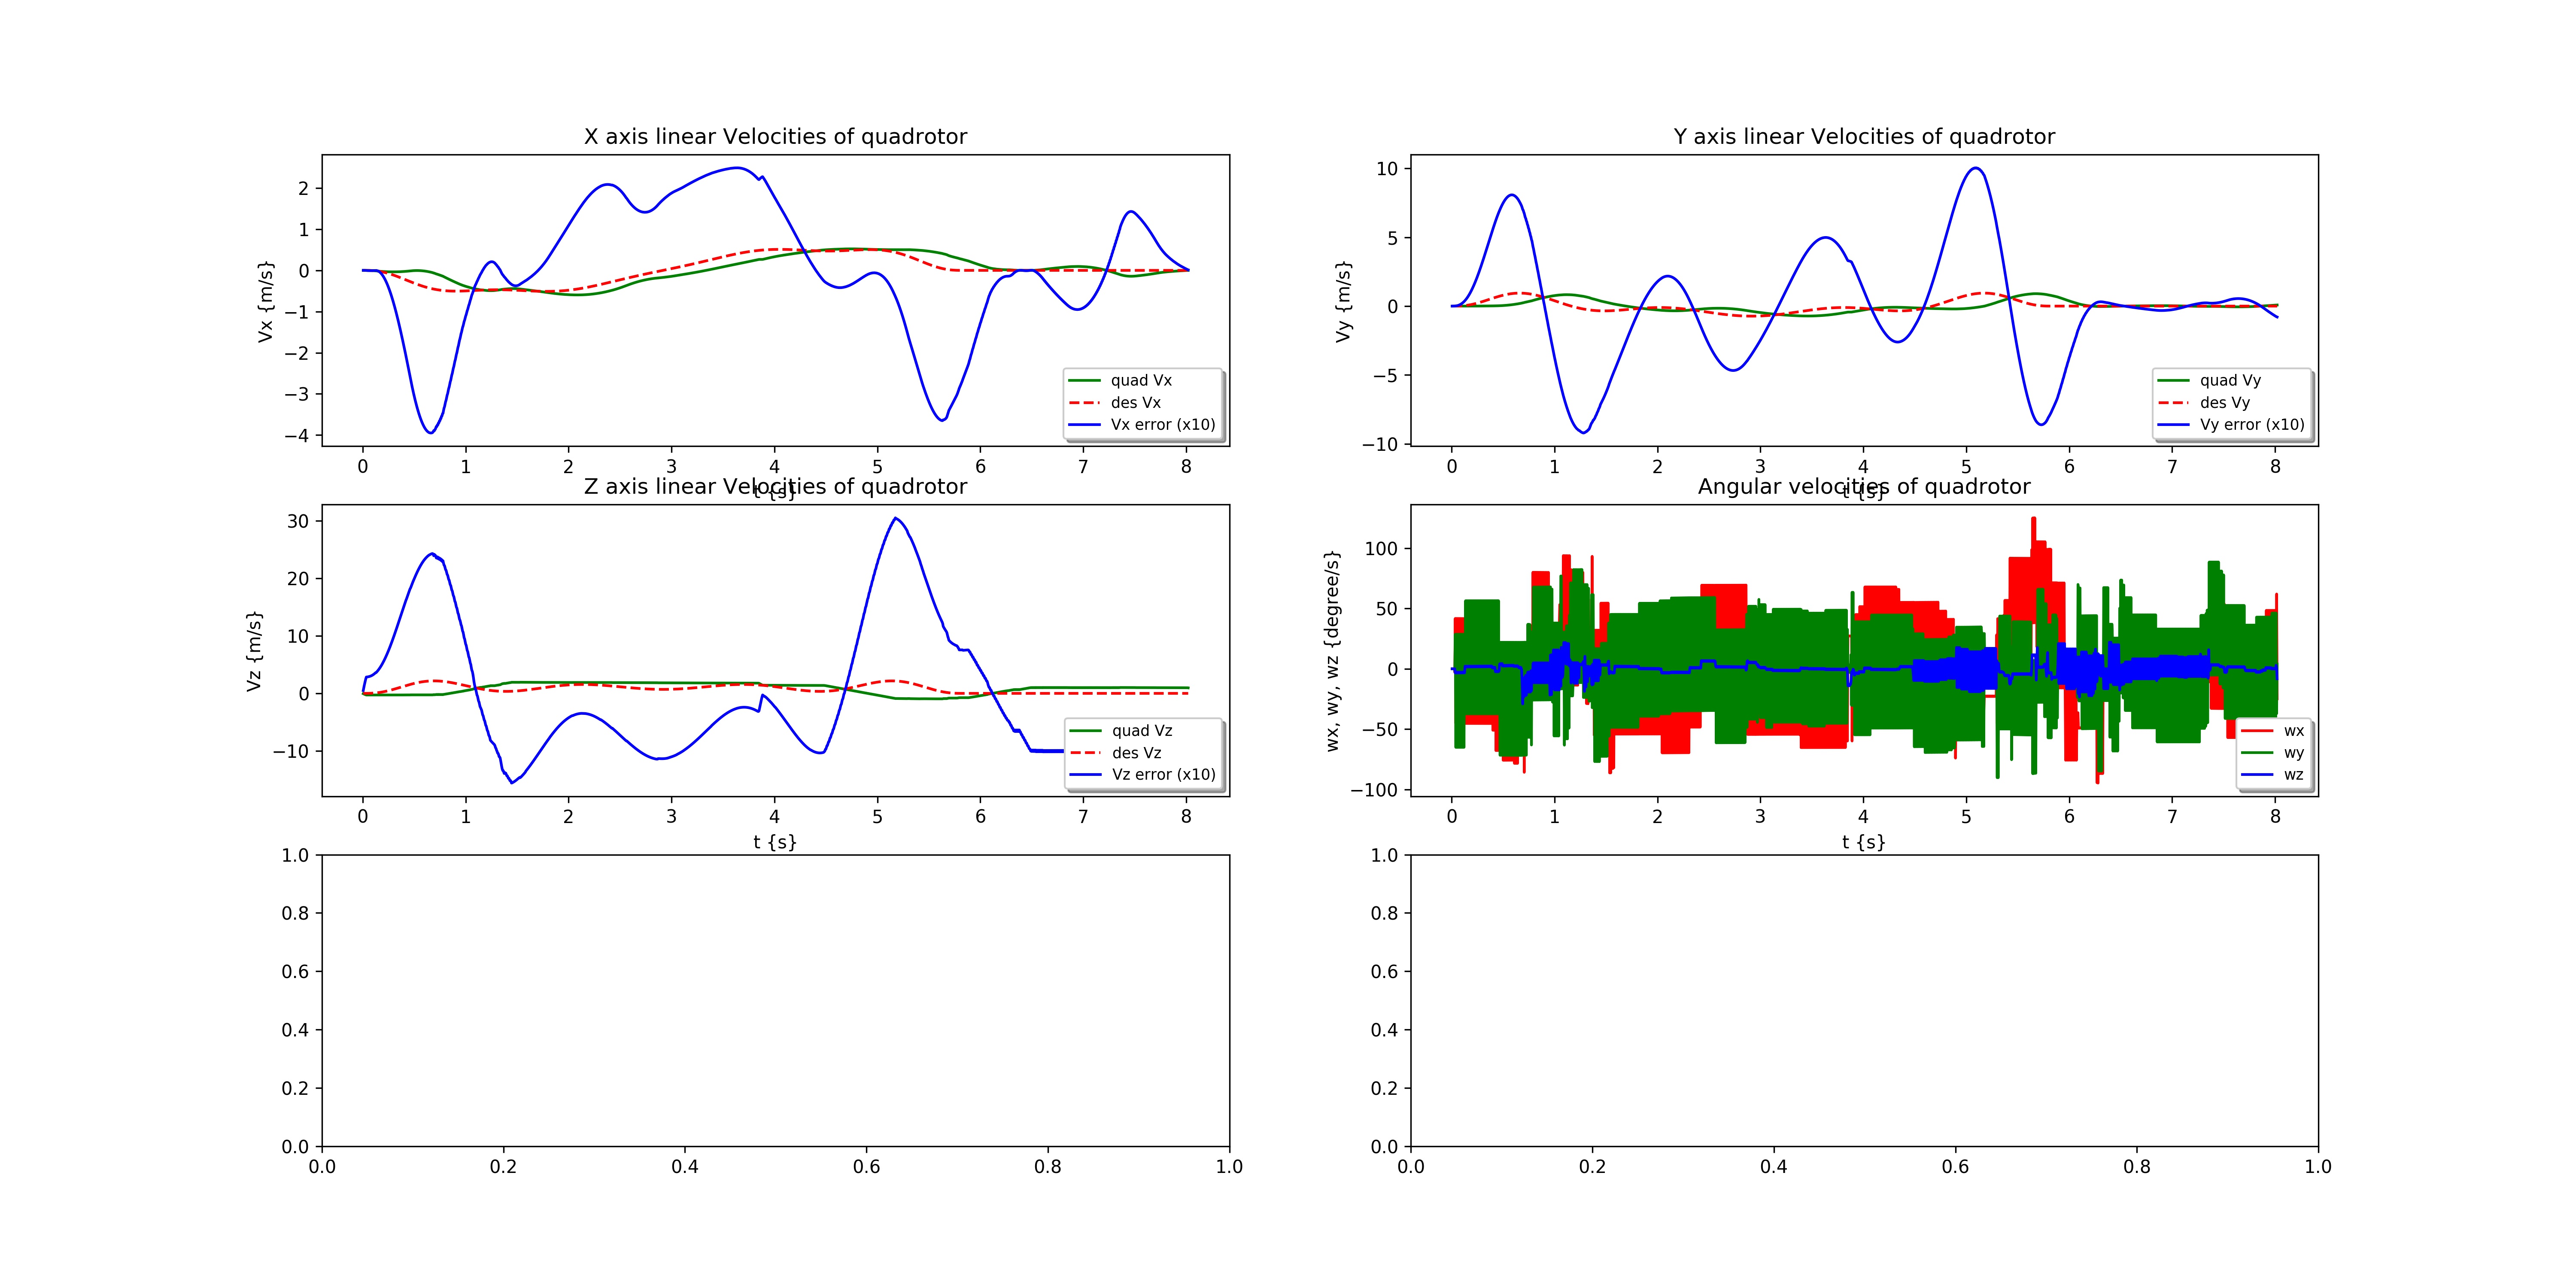 X axis linear Velocities of quadrotor
Vx {m/s}
2
1
0
−1
−2
−3
−4
quad Vx
des Vx
Vx error (x10)
0 1 2 3 4 5 6 7 8
t {s}
Y axis linear Velocities of quadrotor
Vy {m/s}
10
5
0
−5
−10
quad Vy
des Vy
Vy error (x10)
0 1 2 3 4 5 6 7 8
t {s}
Z axis linear Velocities of quadrotor
Vz {m/s}
30
20
10
0
−10
quad Vz
des Vz
Vz error (x10)
0 1 2 3 4 5 6 7 8
t {s}
Angular velocities of quadrotor
wx, wy, wz {degree/s}
100
50
0
−50
−100
wx
wy
wz
0 1 2 3 4 5 6 7 8
t {s}
1.0
0.8
0.6
0.4
0.2
0.0
0.0 0.2 0.4 0.6 0.8 1.0
1.0
0.8
0.6
0.4
0.2
0.0
0.0 0.2 0.4 0.6 0.8 1.0